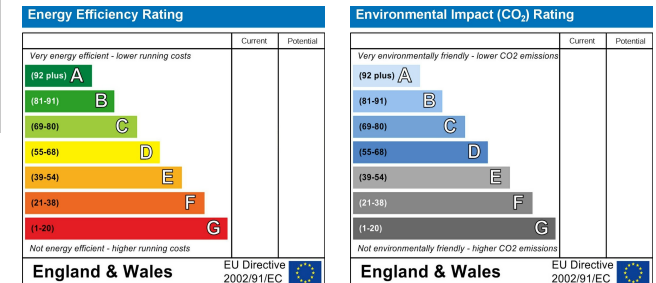 Energy Efficiency Rating
Current Potential
Very energy efficient - lower running costs
(92 plus) A
(81-91) B
(69-80) C
(55-68) D
(39-54) E
(21-38) F
(1-20) G
Not energy efficient - higher running costs
England & Wales
EU Directive
2002/91/EC
Environmental Impact (CO₂) Rating
Current Potential
Very environmentally friendly - lower CO2 emissions
(92 plus) A
(81-91) B
(69-80) C
(55-68) D
(39-54) E
(21-38) F
(1-20) G
Not environmentally friendly - higher CO2 emissions
England & Wales
EU Directive
2002/91/EC